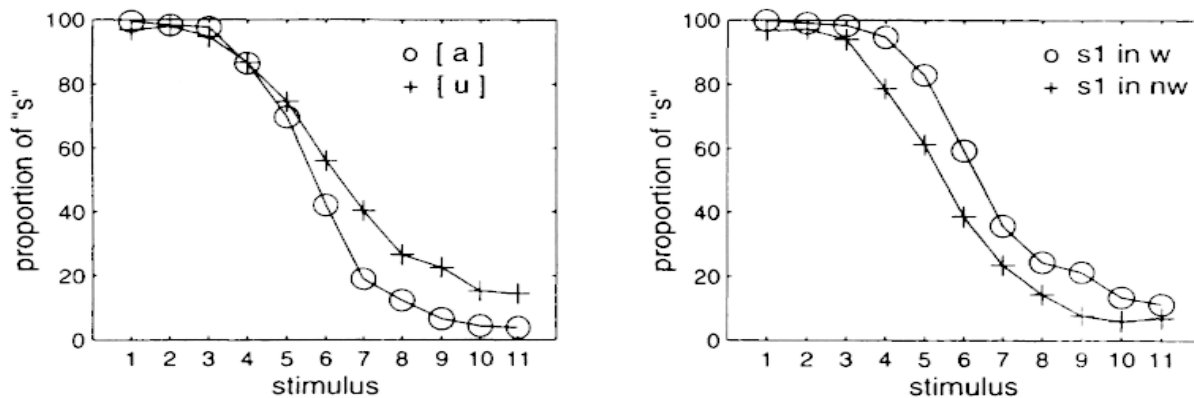 100
80
60
40
20
0
proportion of "s"
[ a ]
[ u ]
1 2 3 4 5 6 7 8 9 10 11
stimulus
100
80
60
40
20
0
proportion of "s"
s1 in w
s1 in nw
1 2 3 4 5 6 7 8 9 10 11
stimulus